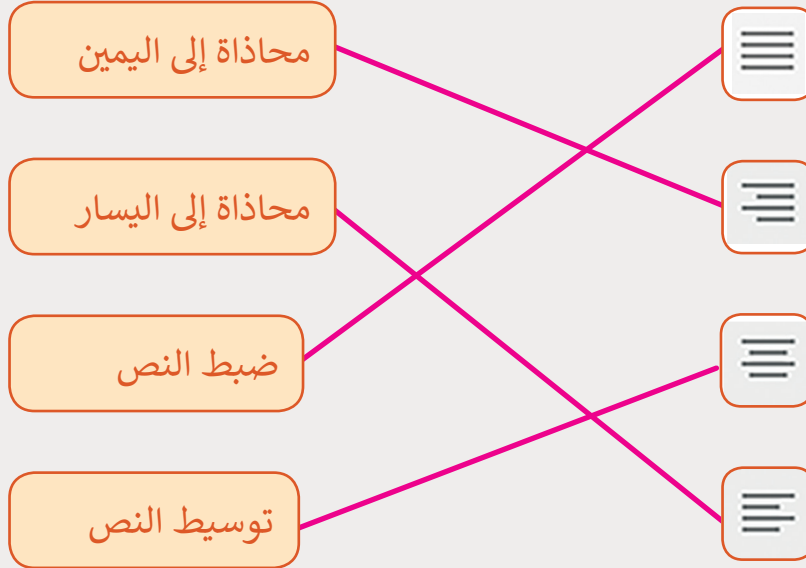 محاذاة إلى اليمين
محاذاة إلى اليسار
ضبط النص
توسيط النص